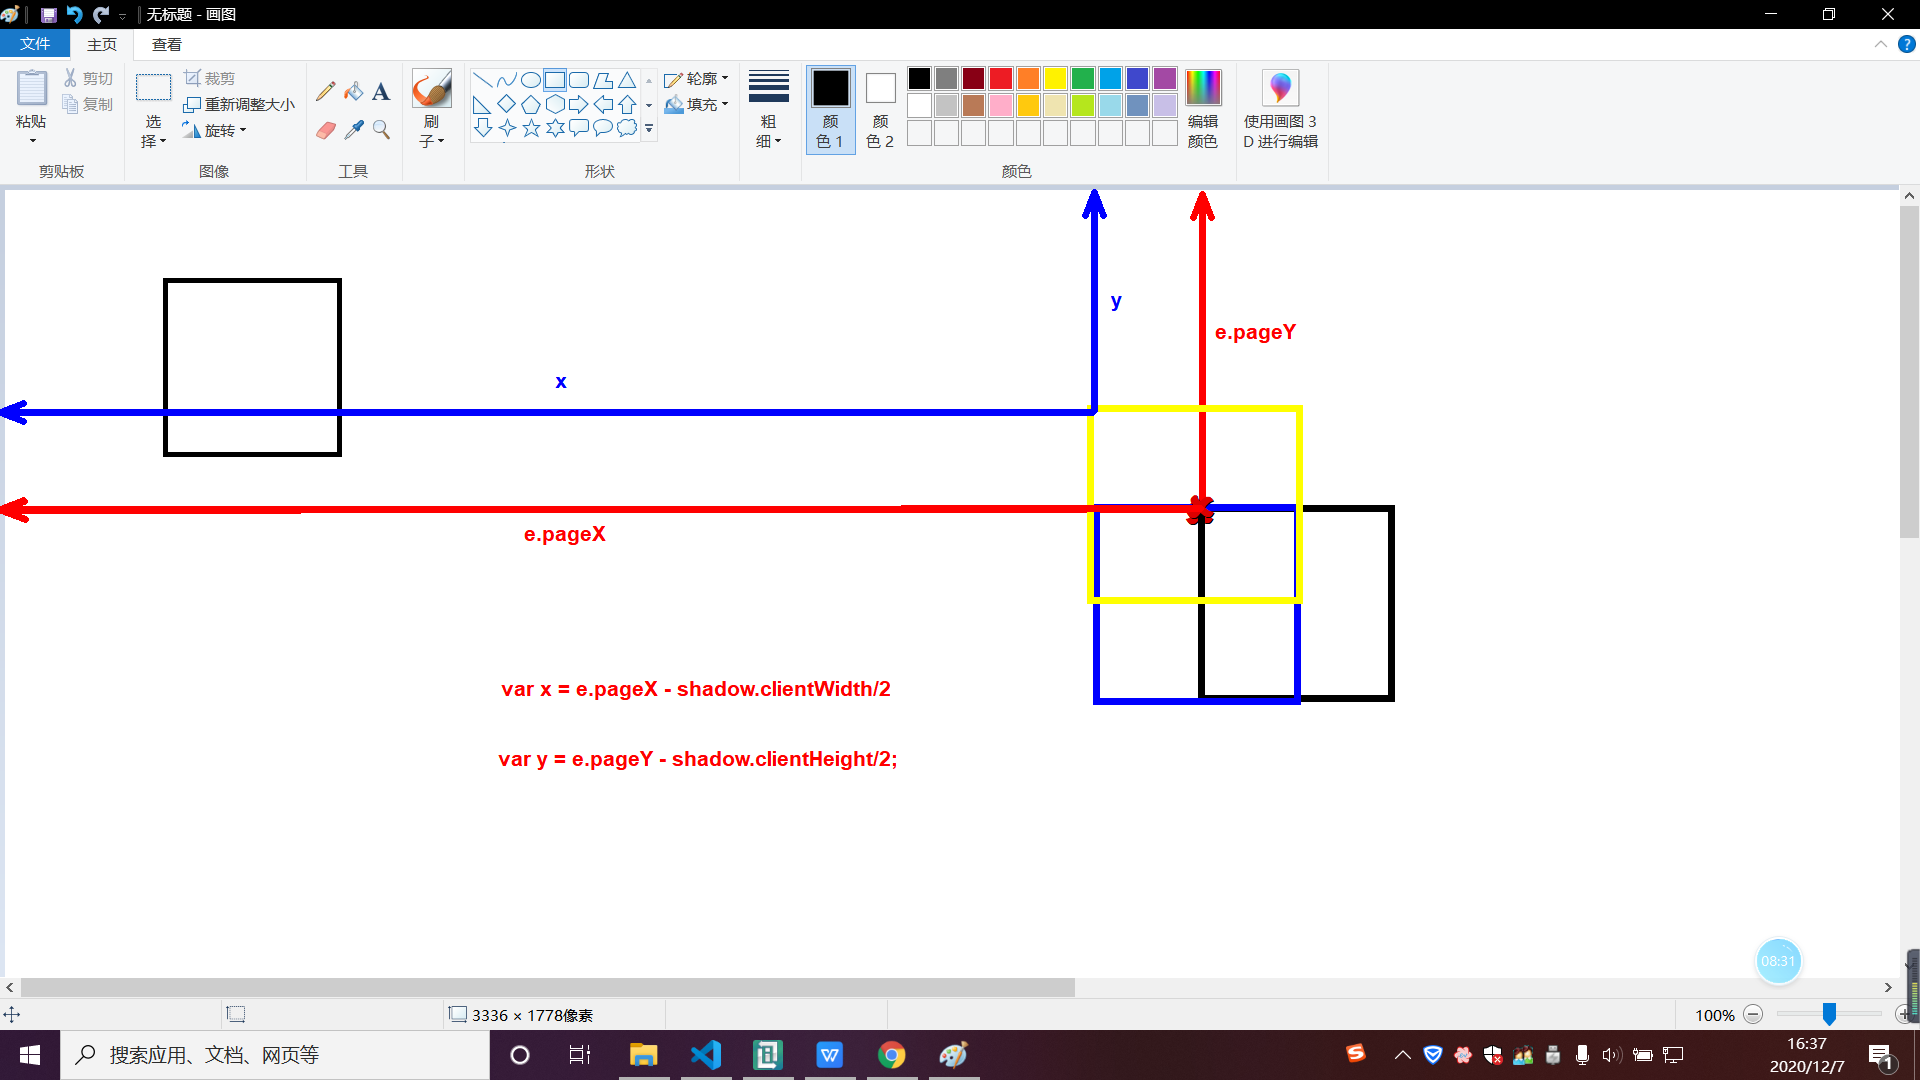 无标题 - 画图
文件
主页
查看
粘贴
剪切
复制
剪贴板
选
择
裁剪
重新调整大小
旋转
图像
A
工具
刷
子
形状
轮廓
填充
粗
细
颜
色 1
颜
色 2
颜色
编辑
颜色
使用画图 3
D 进行编辑
y
e.pageY
x
e.pageX
var x = e.pageX - shadow.clientWidth/2
var y = e.pageY - shadow.clientHeight/2;
08:31
3336 × 1778像素
100%
搜索应用、文档、网页等
16:37
2020/12/7
1